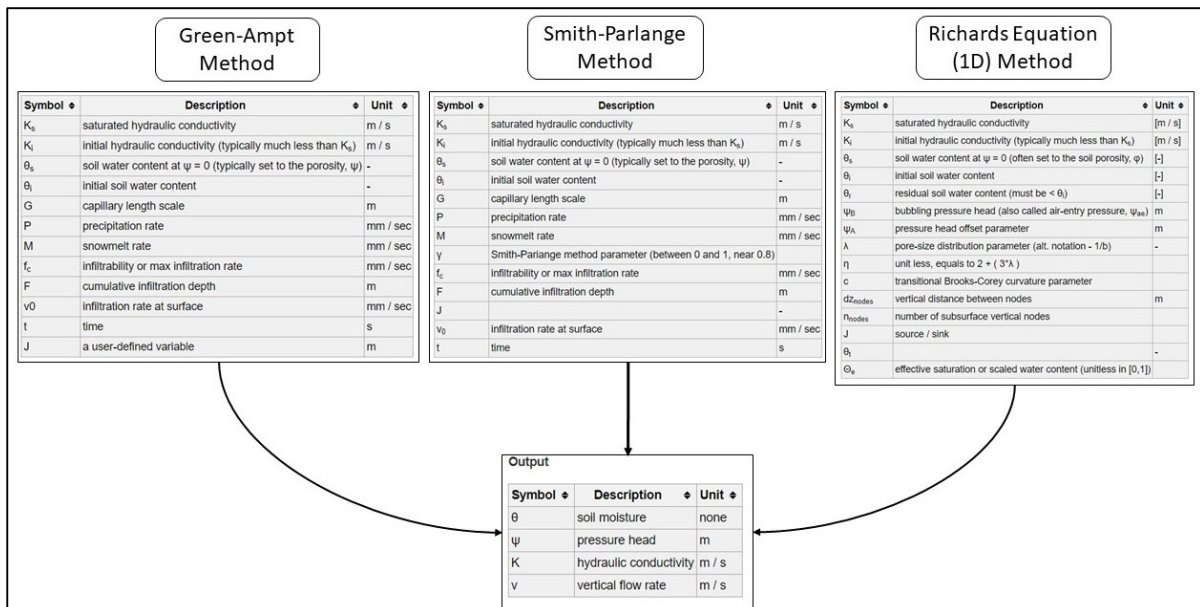 Green-Ampt
Method
Smith-Parlange
Method
Richards Equation
(1D) Method
Symbol Description Unit
Kₛ saturated hydraulic conductivity m / s
Kᵢ initial hydraulic conductivity (typically much less than Kₛ) m / s
θₛ soil water content at ψ = 0 (typically set to the porosity, ψ) -
θᵢ initial soil water content -
G capillary length scale m
P precipitation rate mm / sec
M snowmelt rate mm / sec
f_c infiltrability or max infiltration rate mm / sec
F cumulative infiltration depth m
v0 infiltration rate at surface mm / sec
t time s
J a user-defined variable m
Symbol Description Unit
Kₛ saturated hydraulic conductivity m / s
Kᵢ initial hydraulic conductivity (typically much less than Kₛ) m / s
θₛ soil water content at ψ = 0 (typically set to the porosity, ψ) -
θᵢ initial soil water content -
G capillary length scale m
P precipitation rate mm / sec
M snowmelt rate mm / sec
γ Smith-Parlange method parameter (between 0 and 1, near 0.8)
f_c infiltrability or max infiltration rate mm / sec
F cumulative infiltration depth m
J -
v₀ infiltration rate at surface mm / sec
t time s
Symbol Description Unit
Kₛ saturated hydraulic conductivity [m / s]
Kᵢ initial hydraulic conductivity (typically much less than Kₛ) [m / s]
θₛ soil water content at ψ = 0 (often set to the soil porosity, φ) [-]
θᵢ initial soil water content [-]
θᵣ residual soil water content (must be < θᵢ) [-]
ψ_B bubbling pressure head (also called air-entry pressure, ψ_ae) m
ψ_A pressure head offset parameter m
λ pore-size distribution parameter (alt. notation - 1/b) -
η unit less, equals to 2 + ( 3*λ )
c transitional Brooks-Corey curvature parameter
dz_nodes vertical distance between nodes m
n_nodes number of subsurface vertical nodes
J source / sink
θₜ -
Θₑ effective saturation or scaled water content (unitless in [0,1])
Output
Symbol Description Unit
θ soil moisture none
ψ pressure head m
K hydraulic conductivity m / s
v vertical flow rate m / s